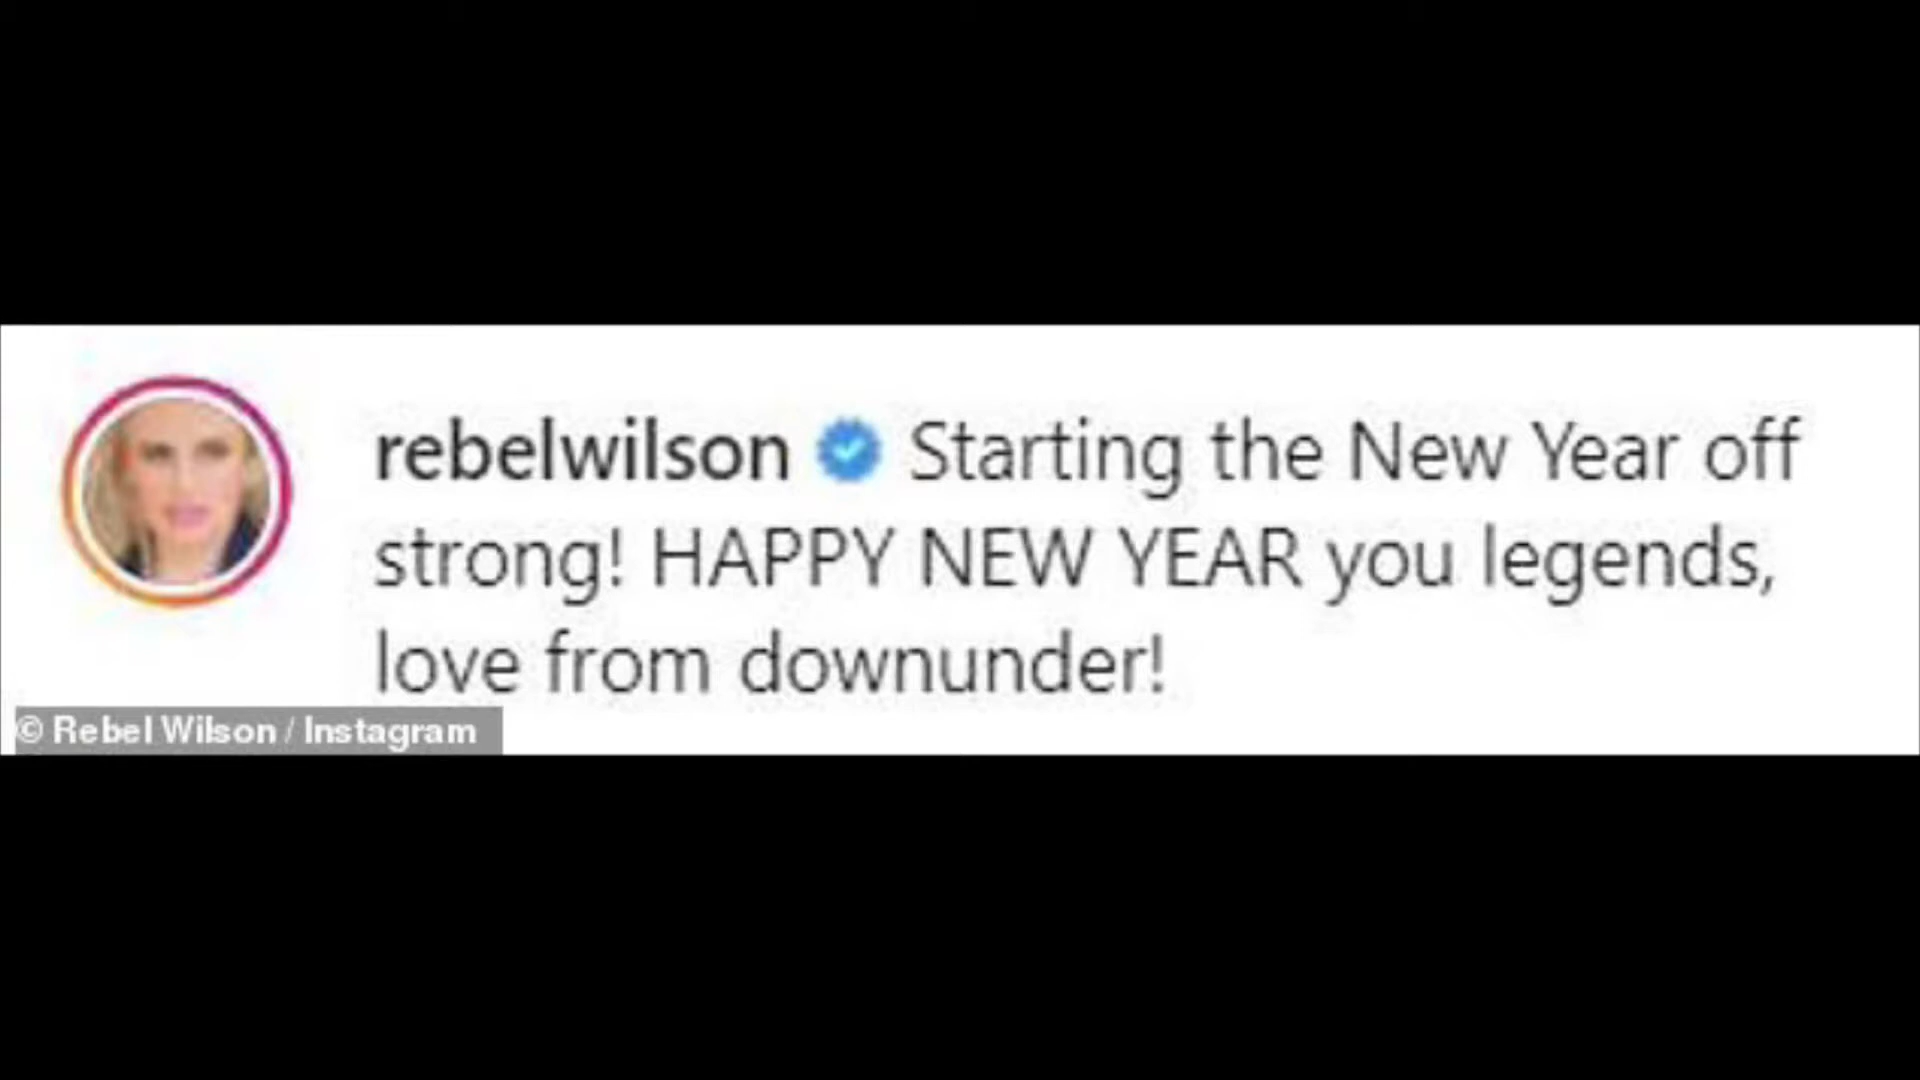 rebelwilson Starting the New Year off
strong! HAPPY NEW YEAR you legends,
love from downunder!
© Rebel Wilson / Instagram